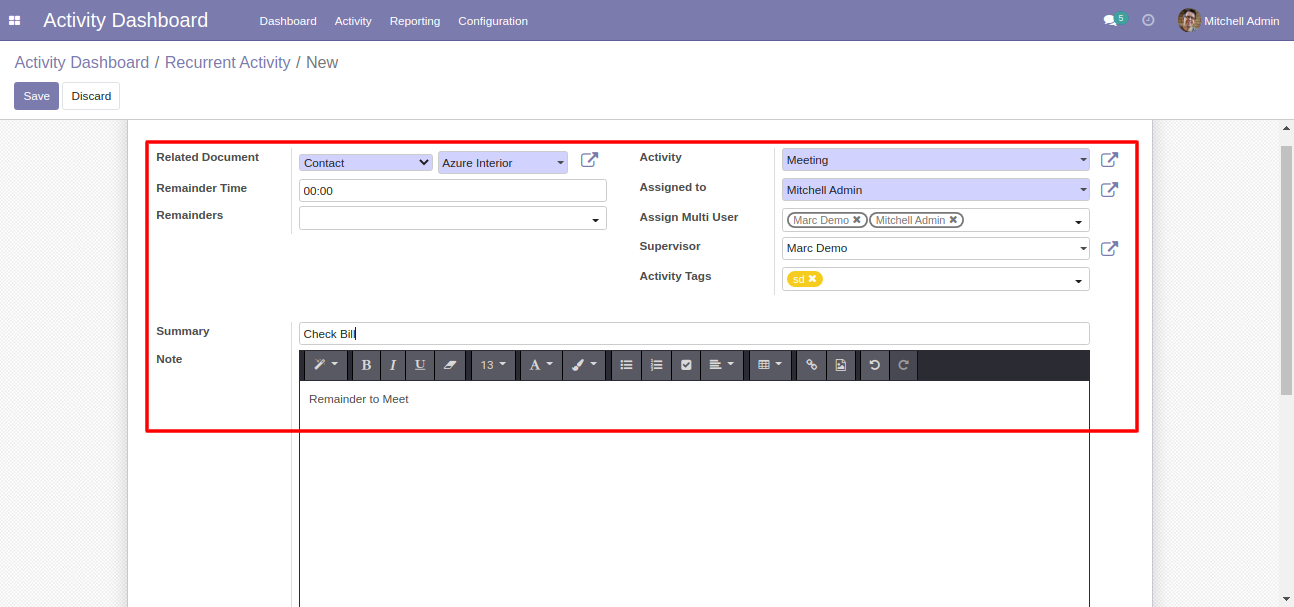 Activity Dashboard Dashboard Activity Reporting Configuration 5 Mitchell Admin
Activity Dashboard / Recurrent Activity / New
Save Discard
Related Document Contact Azure Interior
Remainder Time 00:00
Remainders
Activity Meeting
Assigned to Mitchell Admin
Assign Multi User Marc Demo ✖ Mitchell Admin ✖
Supervisor Marc Demo
Activity Tags sd ✖
Summary Check Bill
Note
B I U 13 A
Remainder to Meet